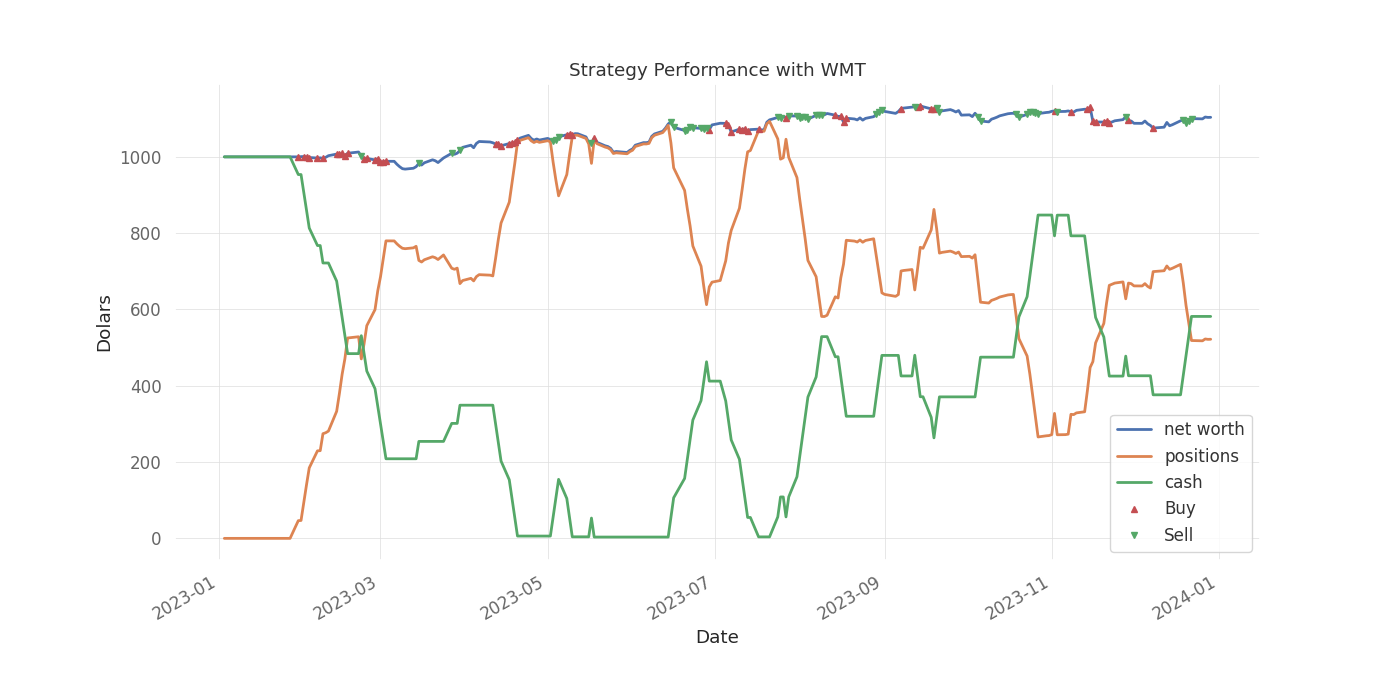 Strategy Performance with WMT
Dolars
1000
800
600
400
200
0
net worth
positions
cash
Buy
Sell
2023-01
2023-03
2023-05
2023-07
2023-09
2023-11
2024-01
Date